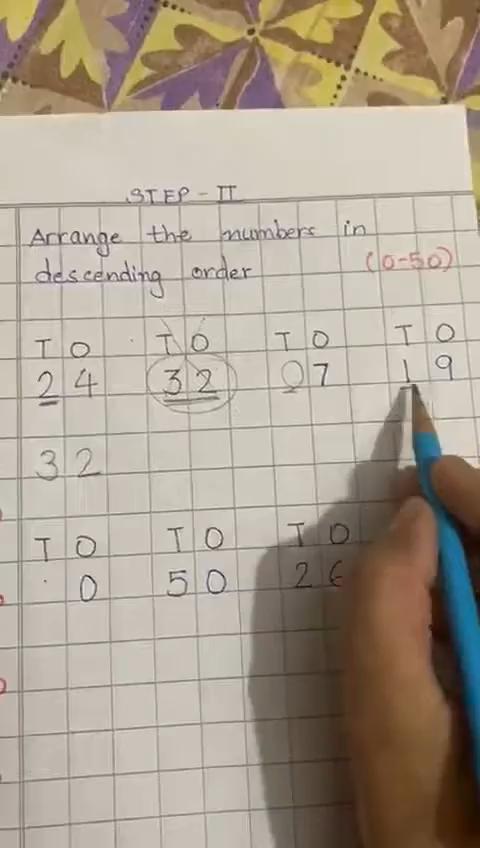 STEP - II
Arrange the numbers in
descending order (0-50)
T O T O T O T O
2 4 3 2 0 7 1 9
3 2
T O T O T O
0 5 0 2 6